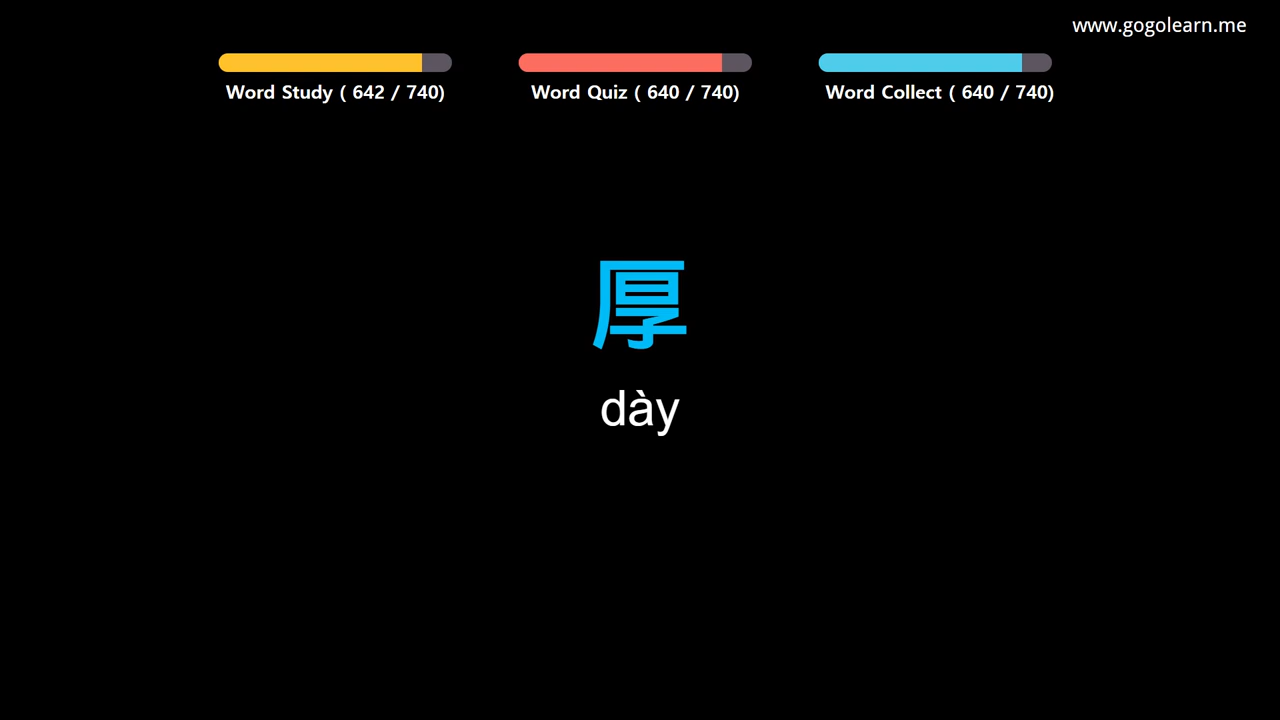 www.gogolearn.me
Word Study ( 642 / 740)
Word Quiz ( 640 / 740)
Word Collect ( 640 / 740)
厚
dày